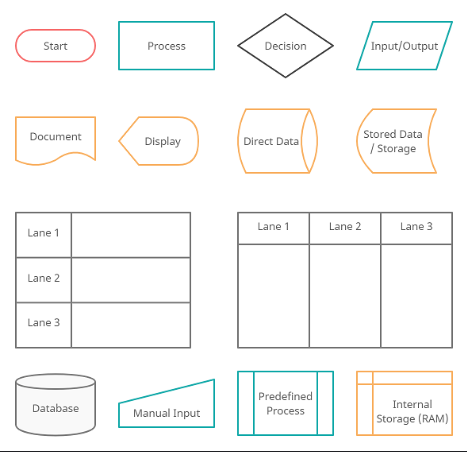 Start
Process
Decision
Input/Output
Document
Display
Direct Data
Stored Data
/ Storage
Lane 1
Lane 2
Lane 3
Lane 1
Lane 2
Lane 3
Database
Manual Input
Predefined
Process
Internal
Storage (RAM)